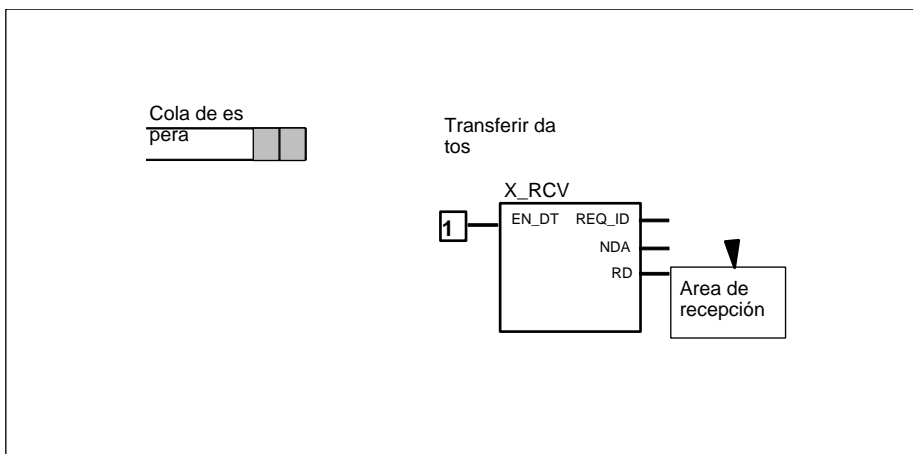 Cola de es
pera
Transferir da
tos
X_RCV
1
EN_DT REQ_ID
NDA
RD
Area de
recepción